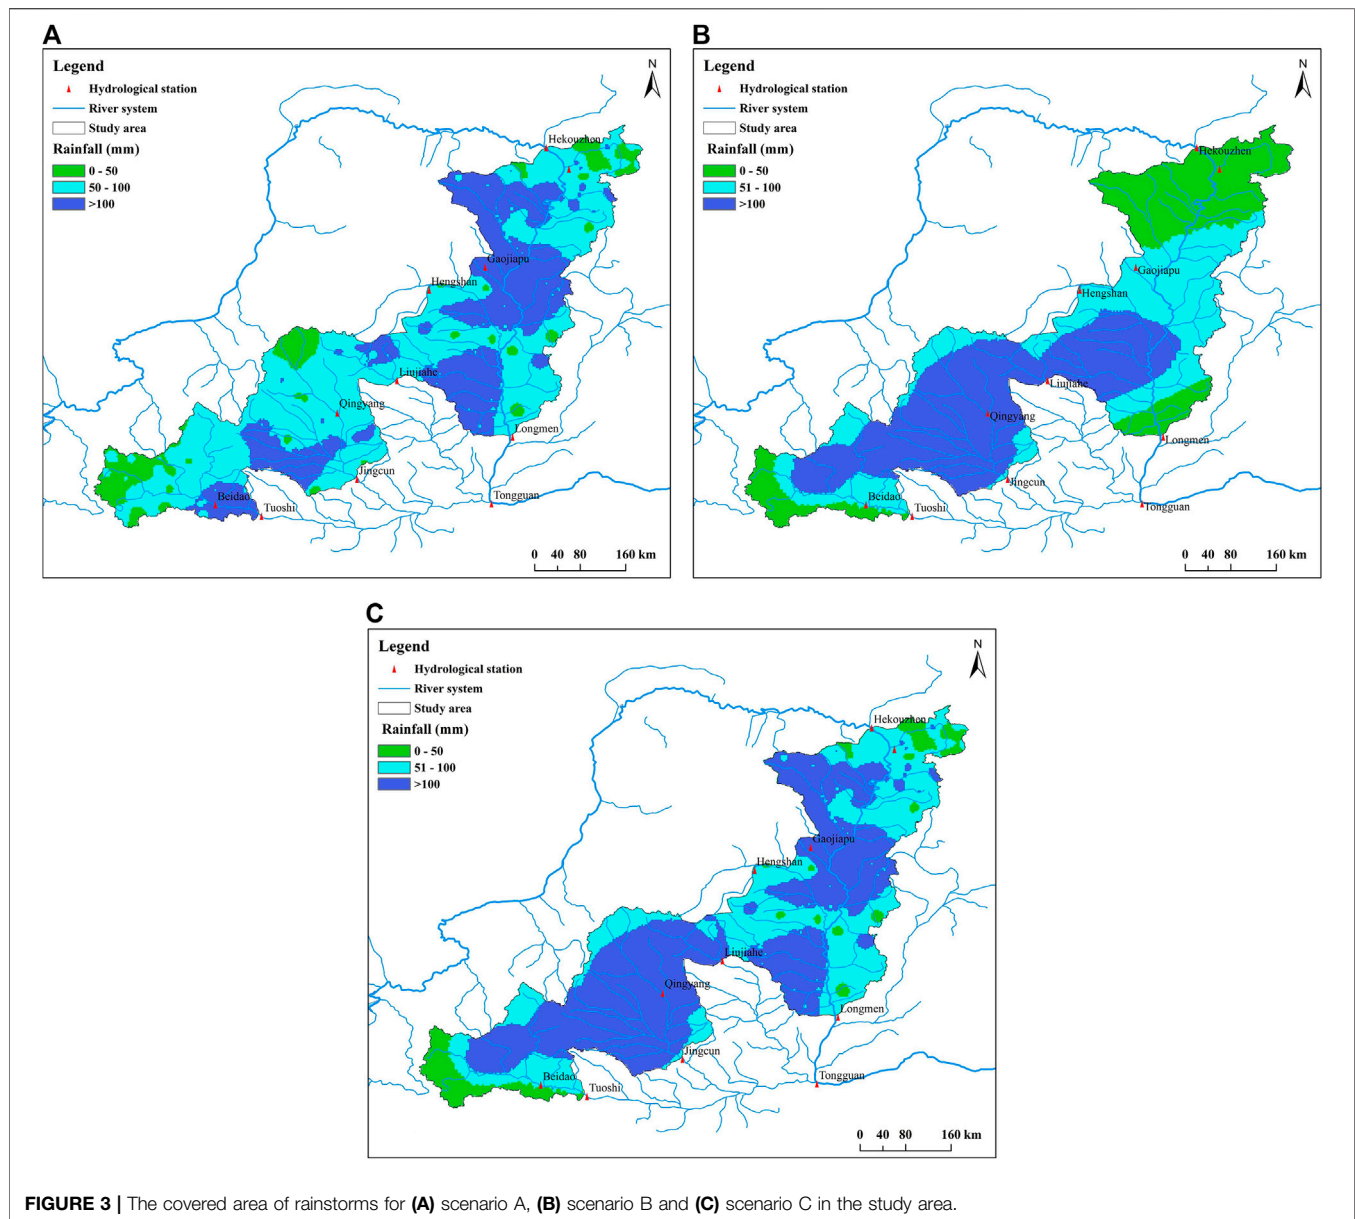 A
Legend
Hydrological station
River system
Study area
Rainfall (mm)
0 - 50
50 - 100
>100
N
Hekouzhon
Gaojiapu
Hengshan
Liujiahe
Qingyang
Longmen
Jingcun
Beidao
Tuoshi
Tongguan
0 40 80 160 km
B
Legend
Hydrological station
River system
Study area
Rainfall (mm)
0 - 50
51 - 100
>100
N
Hekouzhen
Gaojiapu
Hengshan
Liujiahe
Qingyang
Longmen
Jingcun
Beidao
Tuoshi
Tongguan
0 40 80 160 km
C
Legend
Hydrological station
River system
Study area
Rainfall (mm)
0 - 50
51 - 100
>100
N
Hekouzhon
Gaojiapu
Hengshan
Liujiahe
Qingyang
Longmen
Jingcun
Beidao
Tuoshi
Tongguan
0 40 80 160 km
FIGURE 3 | The covered area of rainstorms for (A) scenario A, (B) scenario B and (C) scenario C in the study area.